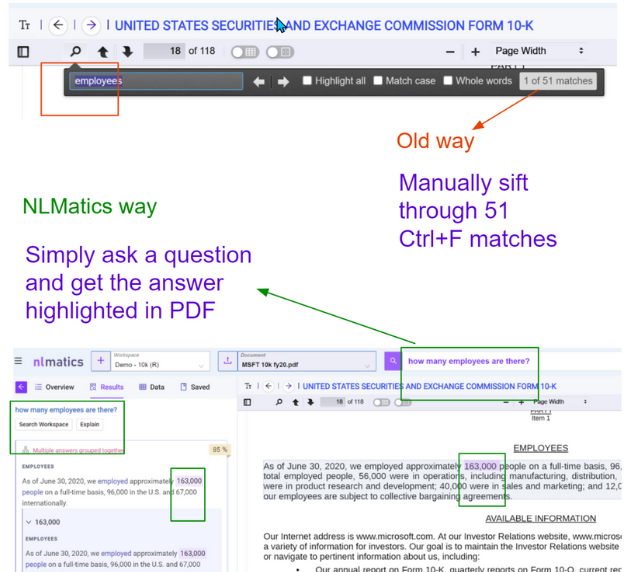 Tт | UNITED STATES SECURITIES AND EXCHANGE COMMISSION FORM 10-K
18 of 118 − + Page Width
PART I
employees Highlight all Match case Whole words 1 of 51 matches
Old way
Manually sift
through 51
Ctrl+F matches
NLMatics way
Simply ask a question
and get the answer
highlighted in PDF
nlmatics
Workspace
Demo - 10k (R)
Document
MSFT 10k fy20.pdf
how many employees are there?
Overview Results Data Saved
how many employees are there?
Search Workspace Explain
Multiple answers grouped together 85 %
EMPLOYEES
As of June 30, 2020, we employed approximately 163,000
people on a full-time basis, 96,000 in the U.S. and 67,000
internationally.
163,000
EMPLOYEES
As of June 30, 2020, we employed approximately 163,000
people on a full-time basis, 96,000 in the U.S. and 67,000
Tт | UNITED STATES SECURITIES AND EXCHANGE COMMISSION FORM 10-K
18 of 118 − + Page Width
PART I
Item 1
EMPLOYEES
As of June 30, 2020, we employed approximately 163,000 people on a full-time basis, 96,
total employed people, 56,000 were in operations, including manufacturing, distribution,
were in product research and development; 40,000 were in sales and marketing; and 12,0
our employees are subject to collective bargaining agreements.
AVAILABLE INFORMATION
Our Internet address is www.microsoft.com. At our Investor Relations website, www.micros
a variety of information for investors. Our goal is to maintain the Investor Relations website
or navigate to pertinent information about us, including:
• Our annual report on Form 10-K, quarterly reports on Form 10-Q, current rep